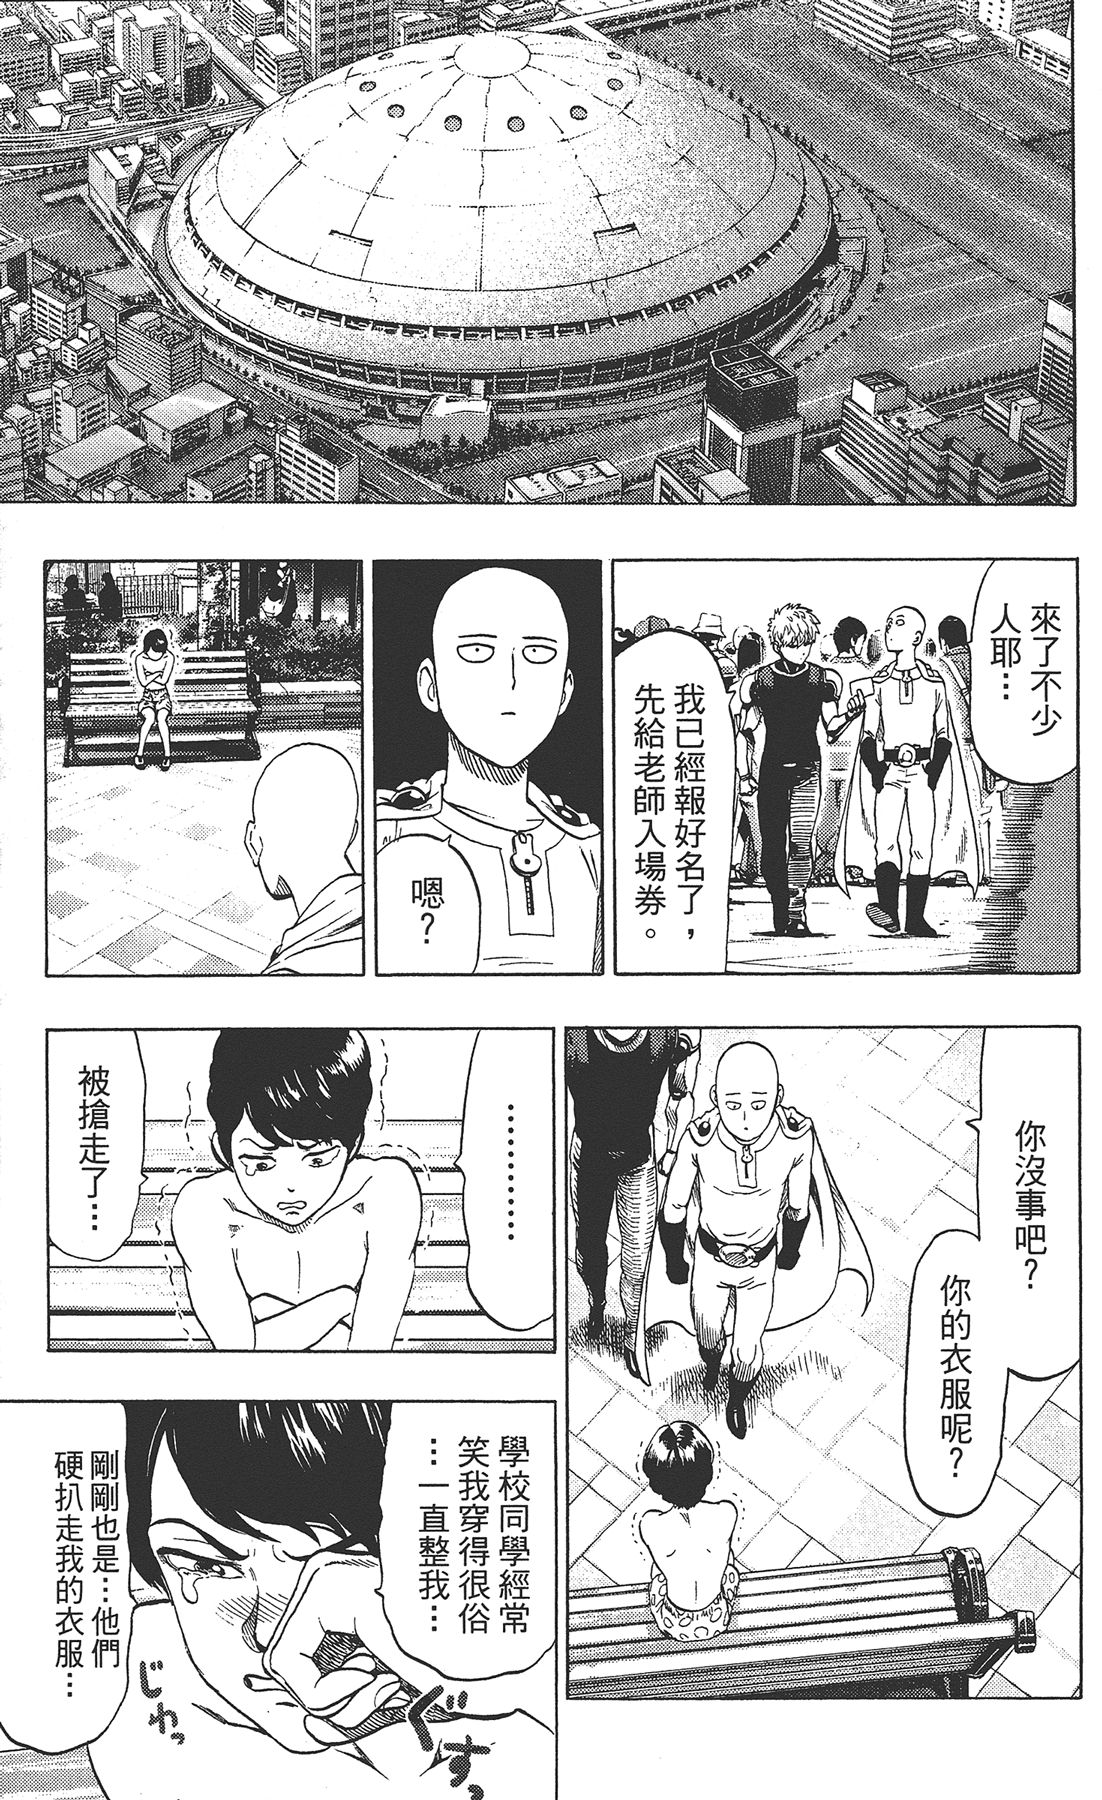 來了不少
人耶…
我已經報好名了，
先給老師入場券。
嗯？
你沒事吧？
你的衣服呢？
…………
被搶走了…
學校同學經常
笑我穿得很俗
…一直整我…
剛剛也是…他們
硬扒走我的衣服…
ぐすっ
じわっ